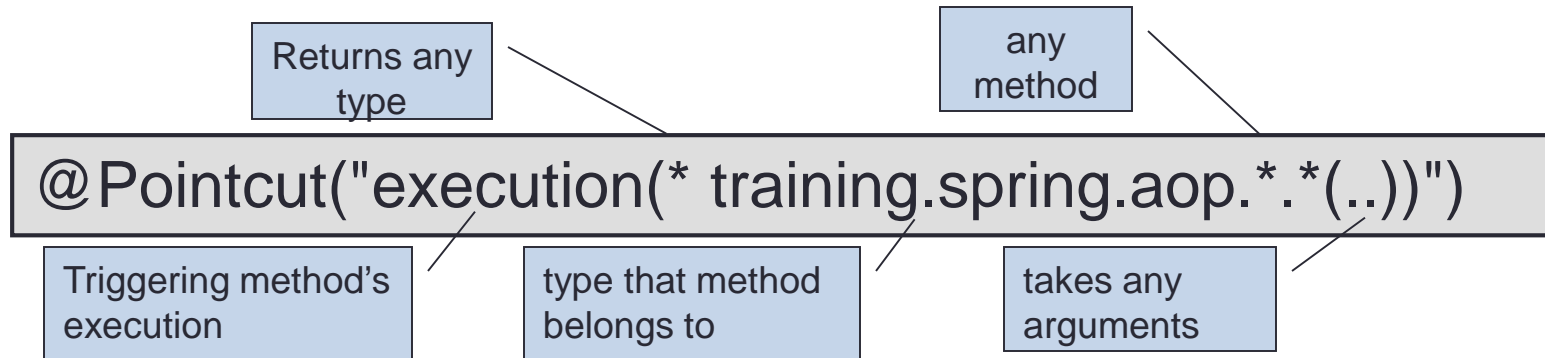 Returns any
type
any
method
@Pointcut("execution(* training.spring.aop.*.*(..))")
Triggering method's
execution
type that method
belongs to
takes any
arguments